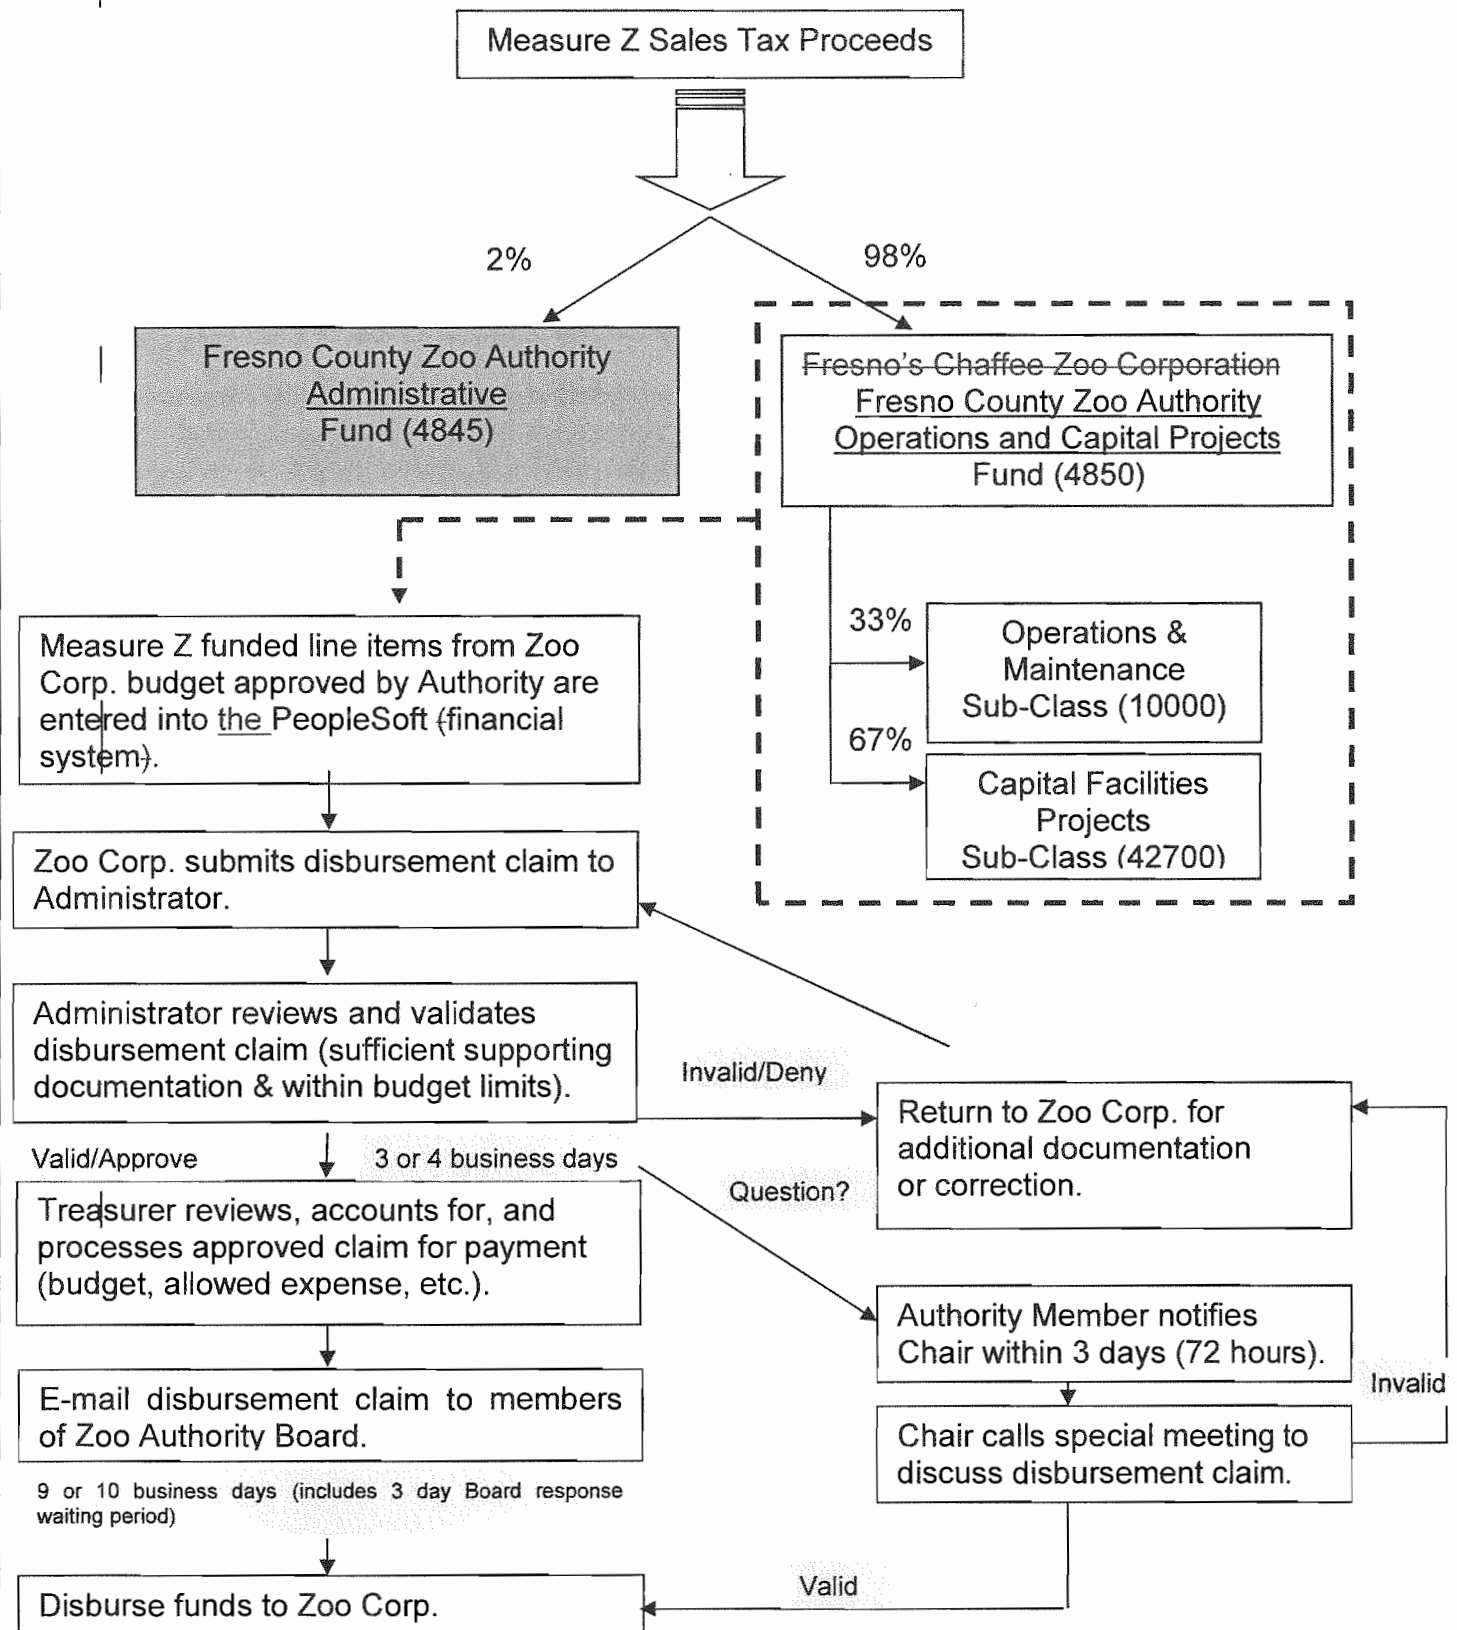 Measure Z Sales Tax Proceeds
2%
98%
Fresno County Zoo Authority
Administrative
Fund (4845)
Fresno's Chaffee Zoo Corporation
Fresno County Zoo Authority
Operations and Capital Projects
Fund (4850)
33%
Operations &
Maintenance
Sub-Class (10000)
67%
Capital Facilities
Projects
Sub-Class (42700)
Measure Z funded line items from Zoo
Corp. budget approved by Authority are
entered into the PeopleSoft (financial
system).
Zoo Corp. submits disbursement claim to
Administrator.
Administrator reviews and validates
disbursement claim (sufficient supporting
documentation & within budget limits).
Invalid/Deny
Return to Zoo Corp. for
additional documentation
or correction.
Valid/Approve
3 or 4 business days
Question?
Treasurer reviews, accounts for, and
processes approved claim for payment
(budget, allowed expense, etc.).
Authority Member notifies
Chair within 3 days (72 hours).
Invalid
E-mail disbursement claim to members
of Zoo Authority Board.
Chair calls special meeting to
discuss disbursement claim.
9 or 10 business days (includes 3 day Board response
waiting period)
Valid
Disburse funds to Zoo Corp.